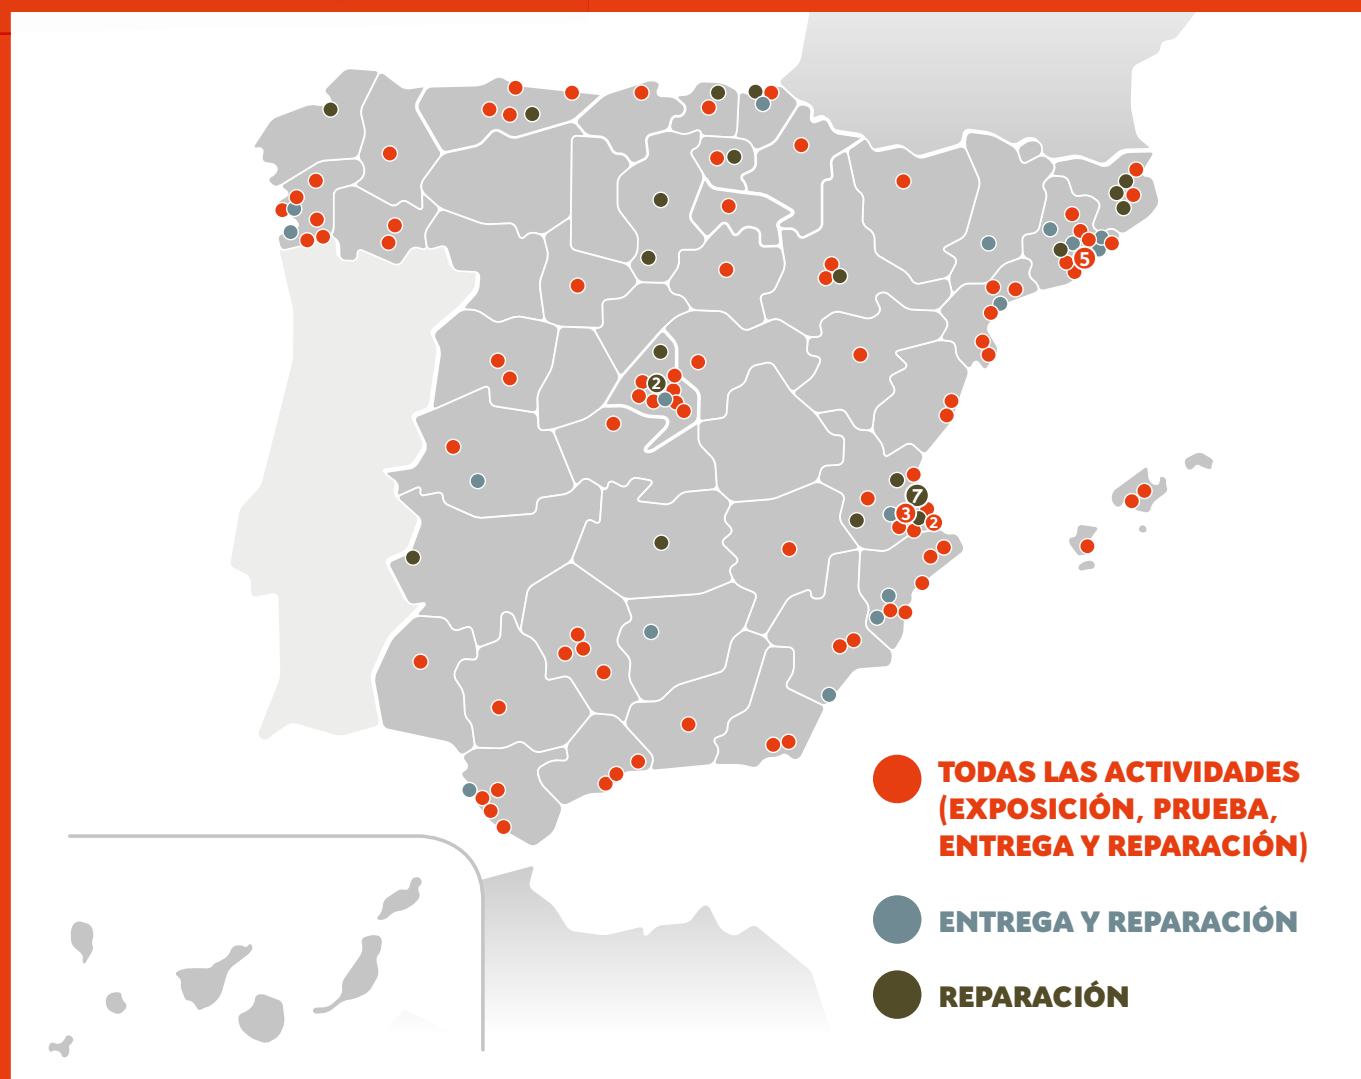 5
2
7
3
2
TODAS LAS ACTIVIDADES
(EXPOSICIÓN, PRUEBA,
ENTREGA Y REPARACIÓN)
ENTREGA Y REPARACIÓN
REPARACIÓN